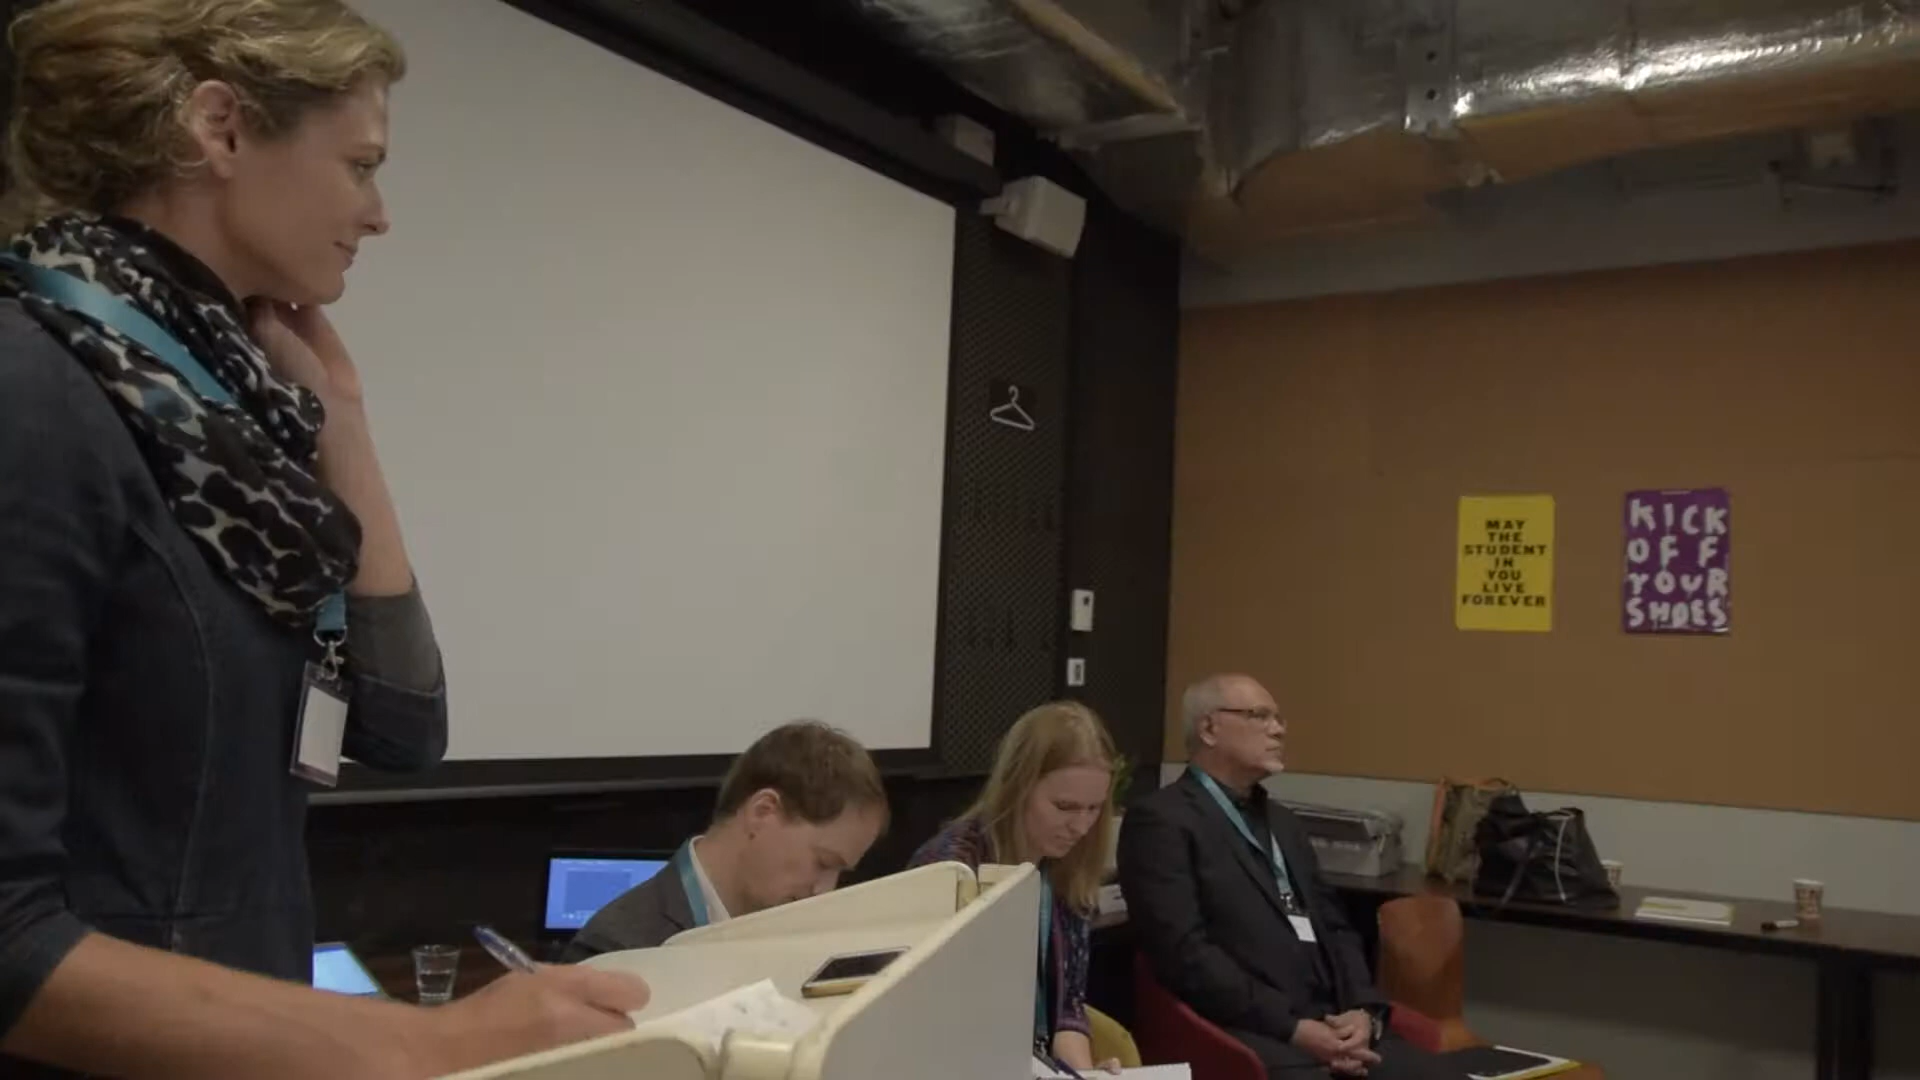 MAY
THE
STUDENT
IN
YOU
LIVE
FOREVER
KICK
OFF
YOUR
SHOES